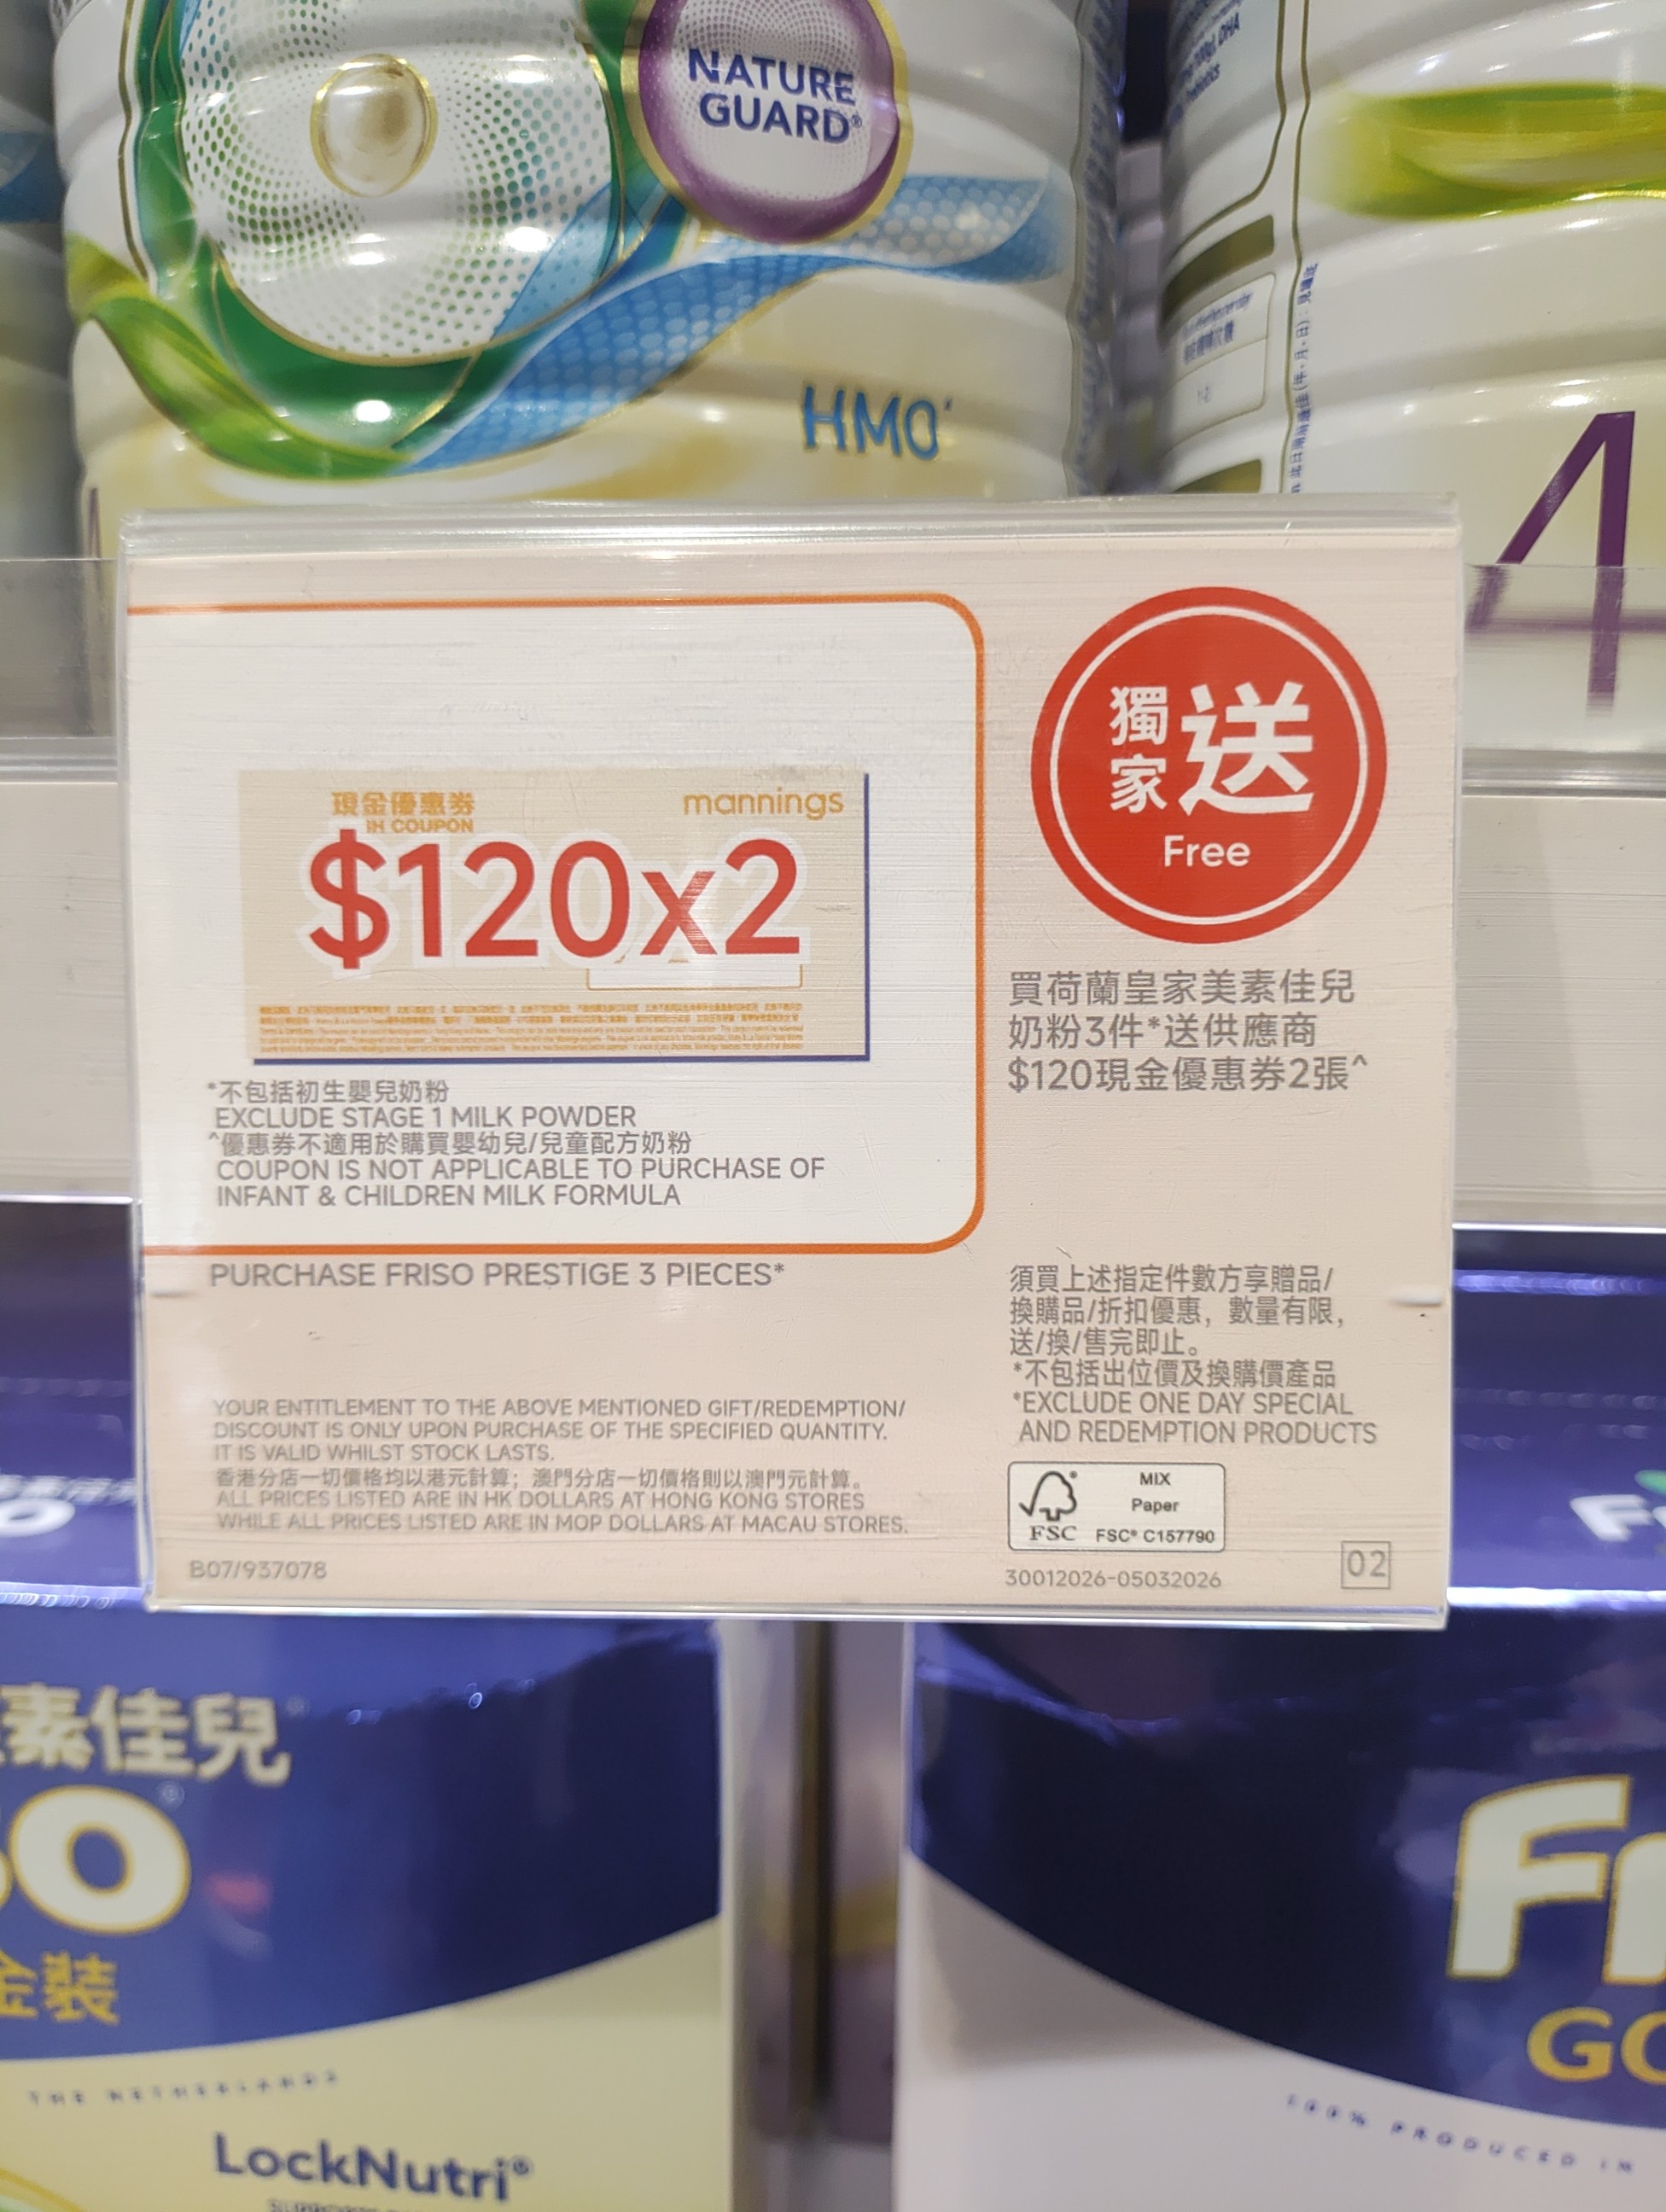 NATURE
GUARD®
HMO
4
獨家送
Free
現金優惠券
IH COUPON
mannings
$120x2
買荷蘭皇家美素佳兒
奶粉3件*送供應商
$120現金優惠券2張^
*不包括初生嬰兒奶粉
EXCLUDE STAGE 1 MILK POWDER
^優惠券不適用於購買嬰幼兒/兒童配方奶粉
COUPON IS NOT APPLICABLE TO PURCHASE OF
INFANT & CHILDREN MILK FORMULA
PURCHASE FRISO PRESTIGE 3 PIECES*
須買上述指定件數方享贈品/
換購品/折扣優惠，數量有限，
送/換/售完即止。
*不包括出位價及換購價產品
*EXCLUDE ONE DAY SPECIAL
AND REDEMPTION PRODUCTS
YOUR ENTITLEMENT TO THE ABOVE MENTIONED GIFT/REDEMPTION/
DISCOUNT IS ONLY UPON PURCHASE OF THE SPECIFIED QUANTITY.
IT IS VALID WHILST STOCK LASTS.
香港分店一切價格均以港元計算；澳門分店一切價格則以澳門元計算。
ALL PRICES LISTED ARE IN HK DOLLARS AT HONG KONG STORES
WHILE ALL PRICES LISTED ARE IN MOP DOLLARS AT MACAU STORES.
FSC
MIX
Paper
FSC® C157790
B07/937078
30012026-05032026
02
素佳兒
金裝
THE NETHERLANDS
LockNutri®
100% PRODUCED IN